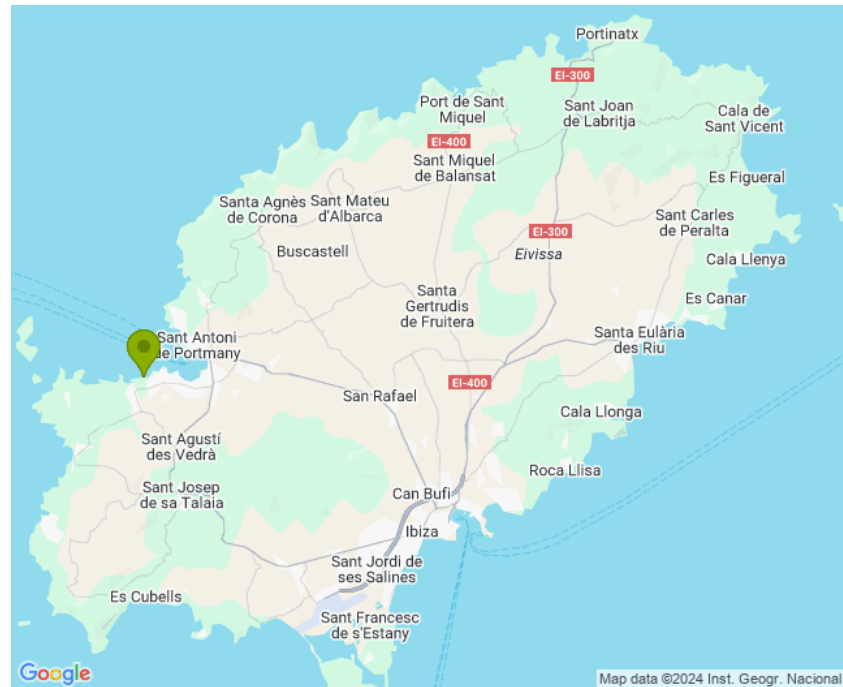 Portinatx
EI-300
Port de Sant
Miquel
Sant Joan
de Labritja
Cala de
Sant Vicent
EI-400
Sant Miquel
de Balansat
Es Figueral
Santa Agnès
de Corona
Sant Mateu
d'Albarca
Sant Carles
de Peralta
EI-300
Buscastell
Eivissa
Cala Llenya
Santa
Gertrudis
de Fruitera
Es Canar
Sant Antoni
de Portmany
Santa Eulària
des Riu
EI-400
San Rafael
Cala Llonga
Sant Agustí
des Vedrà
Roca Llisa
Sant Josep
de sa Talaia
Can Bufi
Ibiza
Sant Jordi de
ses Salines
Es Cubells
Sant Francesc
de s'Estany
Google
Map data ©2024 Inst. Geogr. Nacional